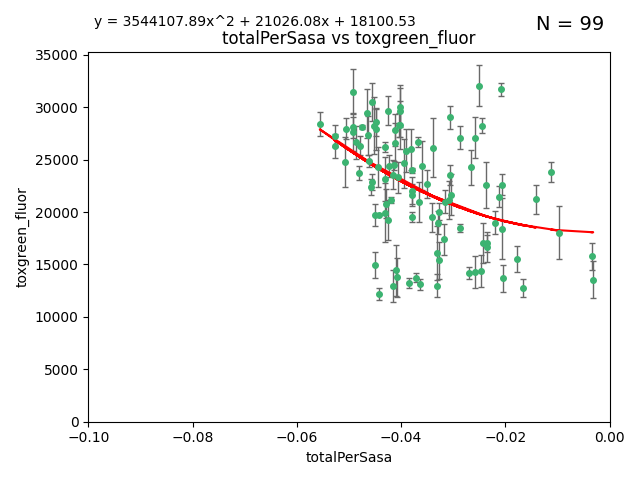 y = 3544107.89x^2 + 21026.08x + 18100.53
N = 99
totalPerSasa vs toxgreen_fluor
35000
30000
25000
20000
15000
10000
5000
0
toxgreen_fluor
−0.10
−0.08
−0.06
−0.04
−0.02
0.00
totalPerSasa